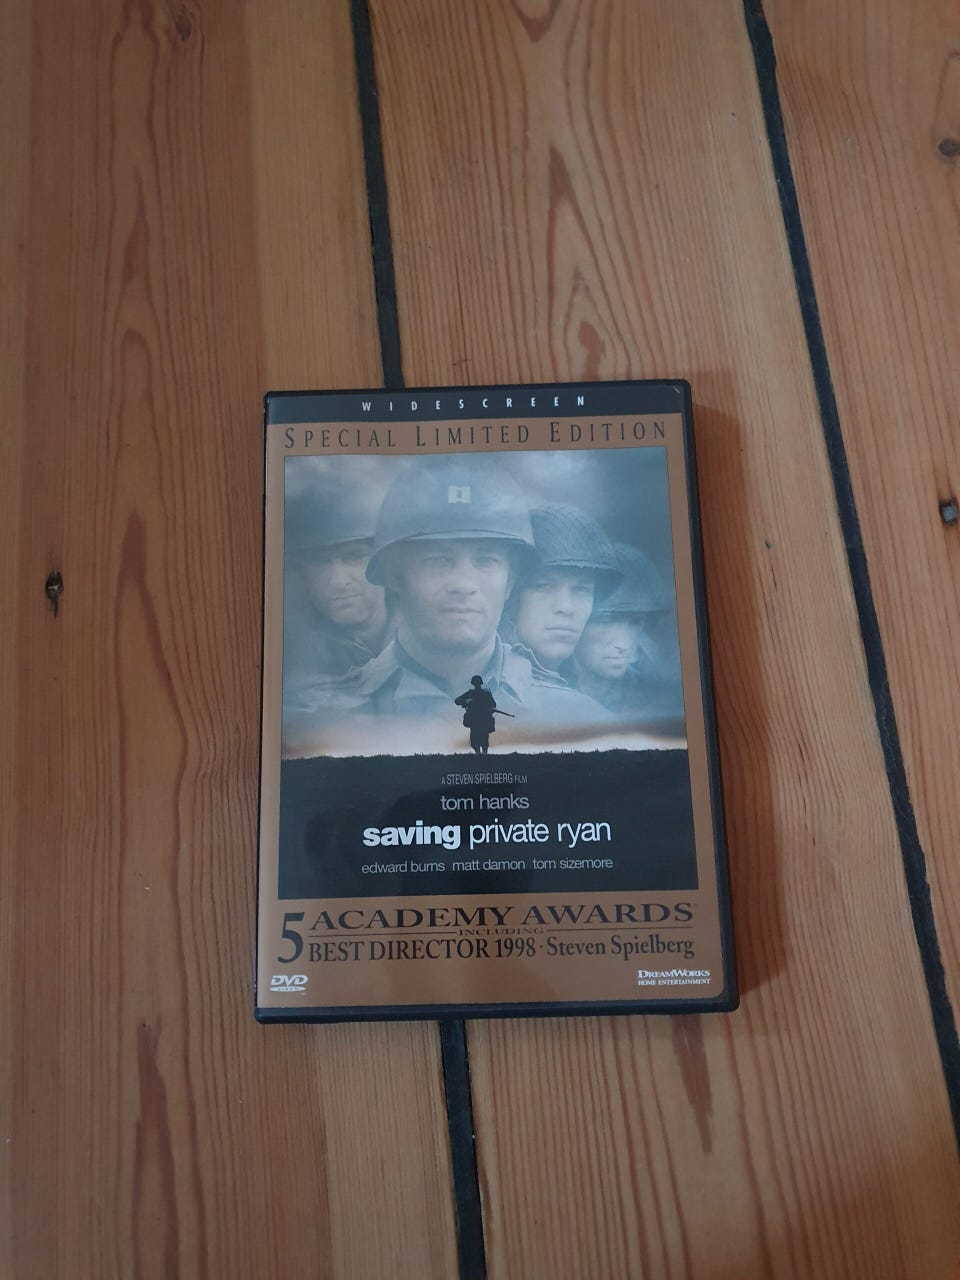 WIDESCREEN
SPECIAL LIMITED EDITION
A STEVEN SPIELBERG FILM
tom hanks
saving private ryan
edward burns matt damon tom sizemore
5 ACADEMY AWARDS
INCLUDING
BEST DIRECTOR 1998 · Steven Spielberg
DVD
VIDEO
DREAMWORKS
HOME ENTERTAINMENT